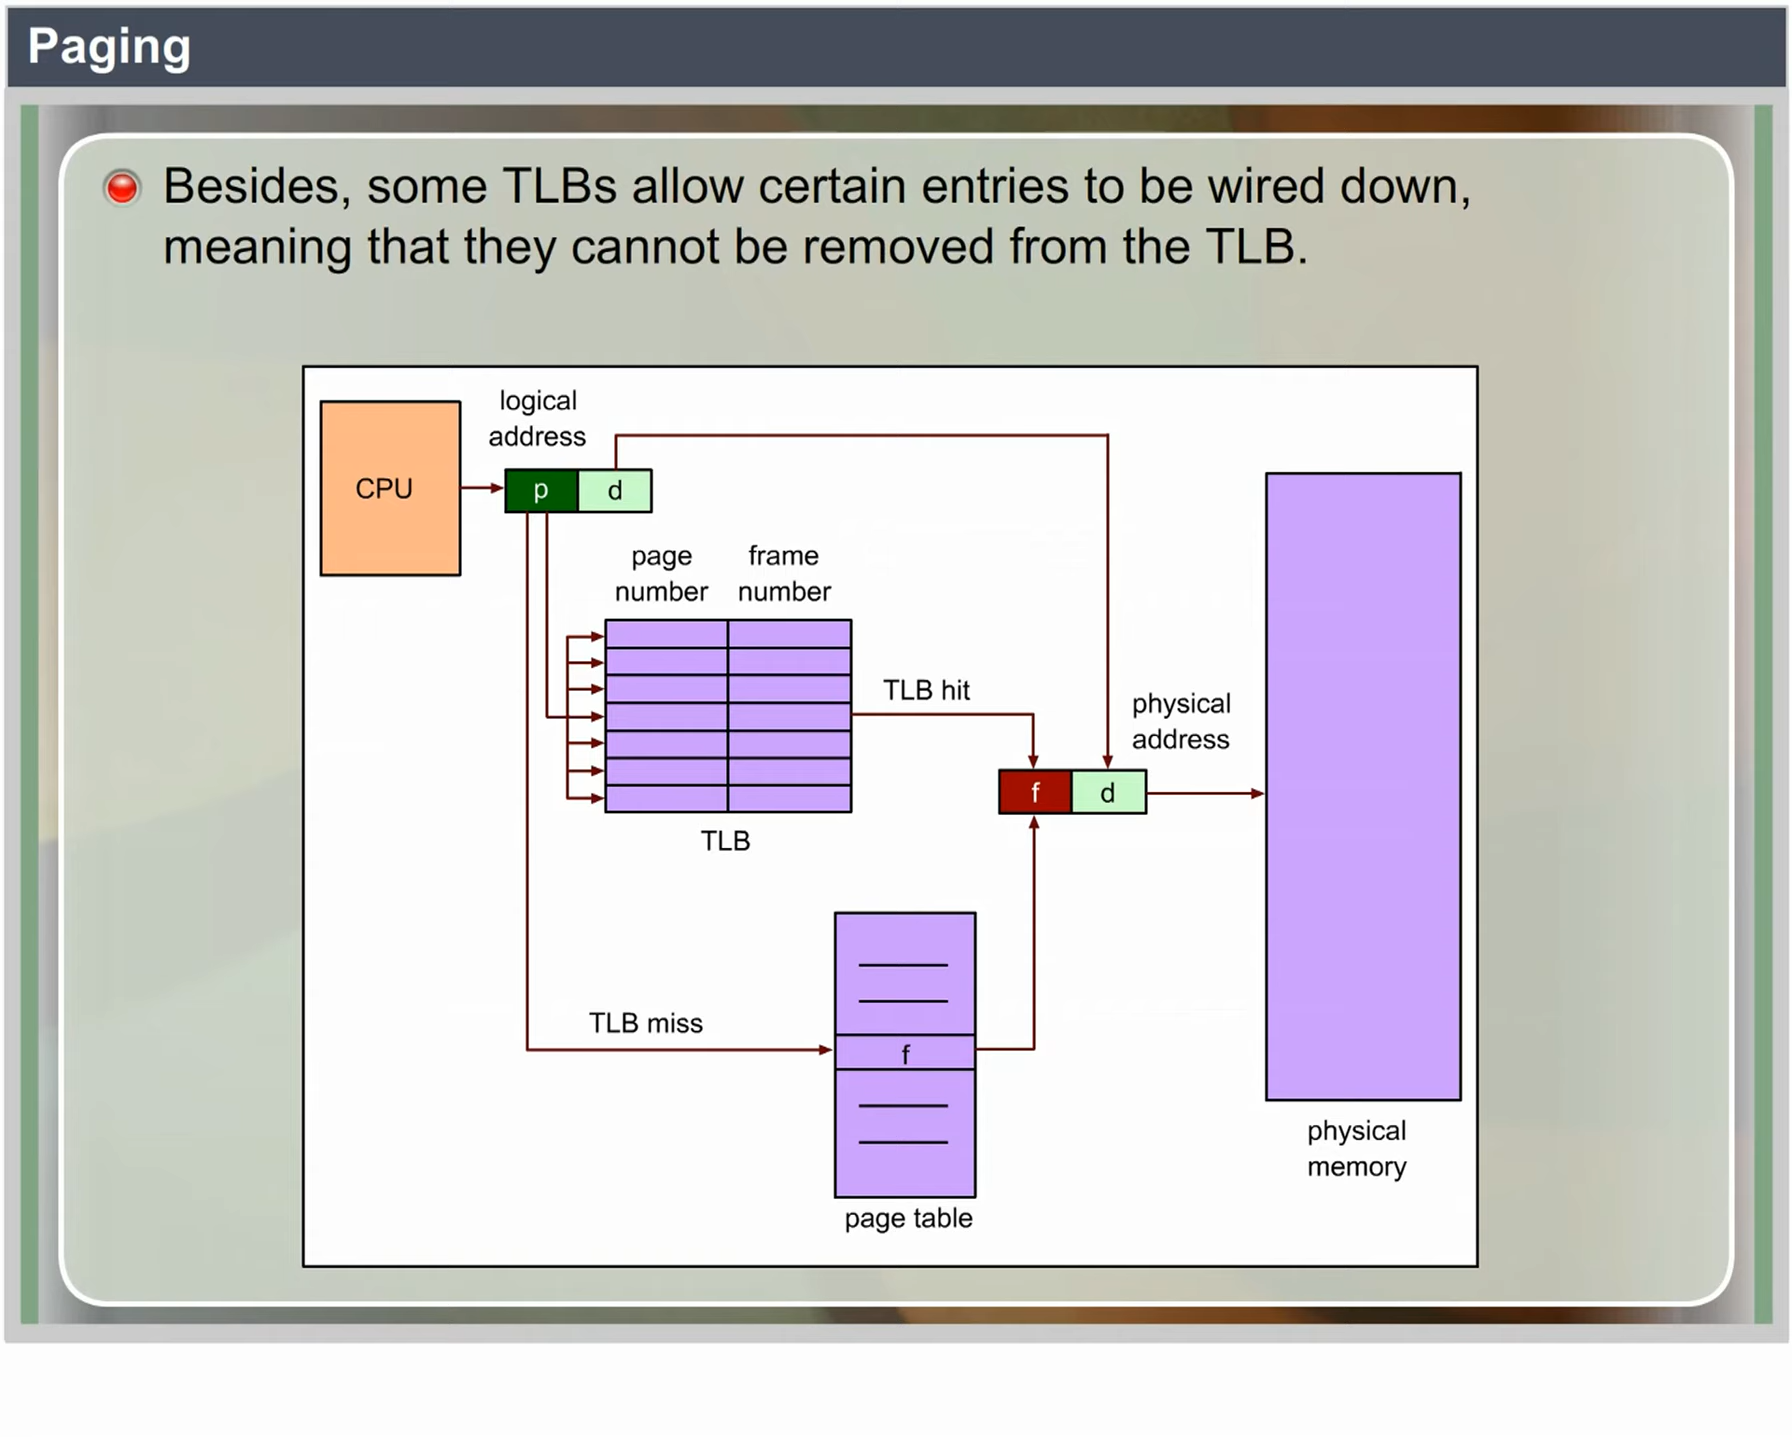 Paging
Besides, some TLBs allow certain entries to be wired down,
meaning that they cannot be removed from the TLB.
logical
address
CPU
p d
page frame
number number
TLB hit
physical
address
f d
TLB
TLB miss
f
physical
memory
page table